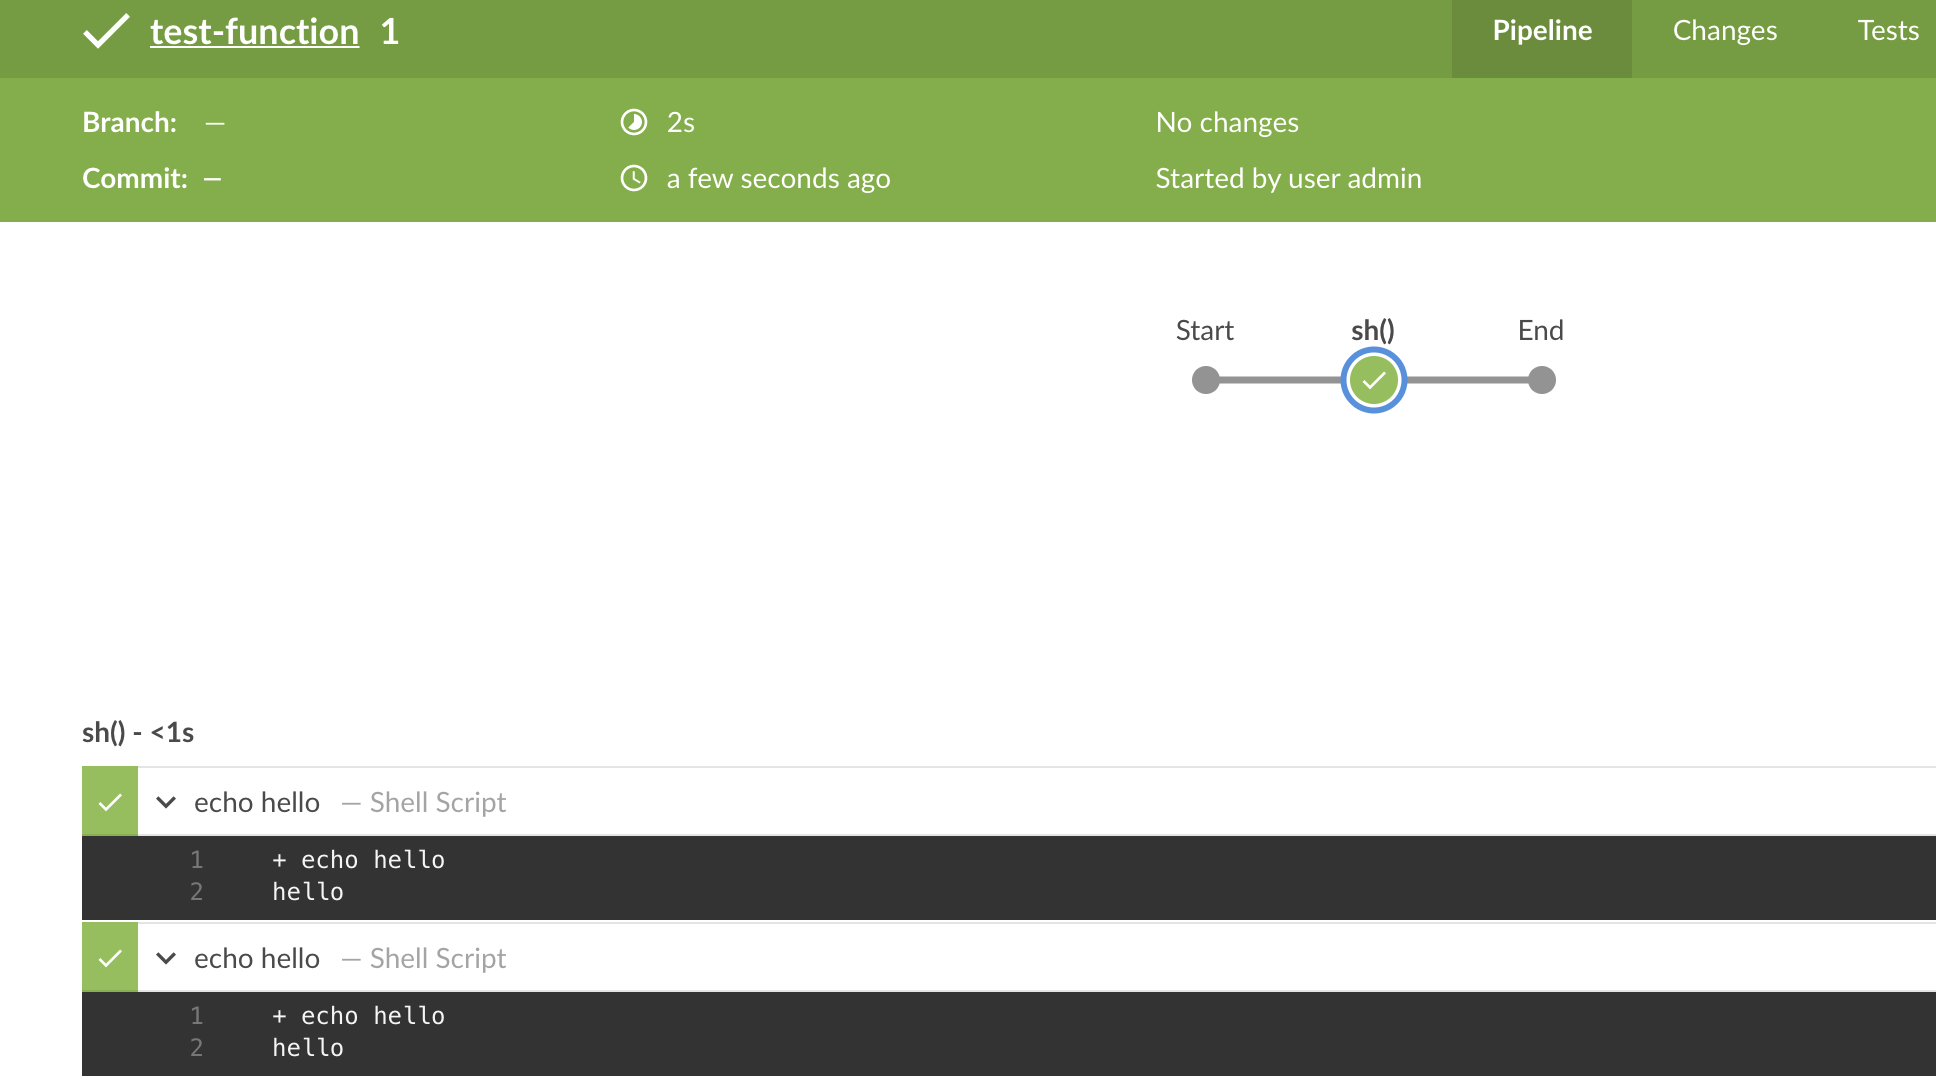 test-function 1
Pipeline Changes Tests
Branch: — 2s No changes
Commit: — a few seconds ago Started by user admin
Start sh() End
sh() - <1s
echo hello — Shell Script
1 + echo hello
2 hello
echo hello — Shell Script
1 + echo hello
2 hello